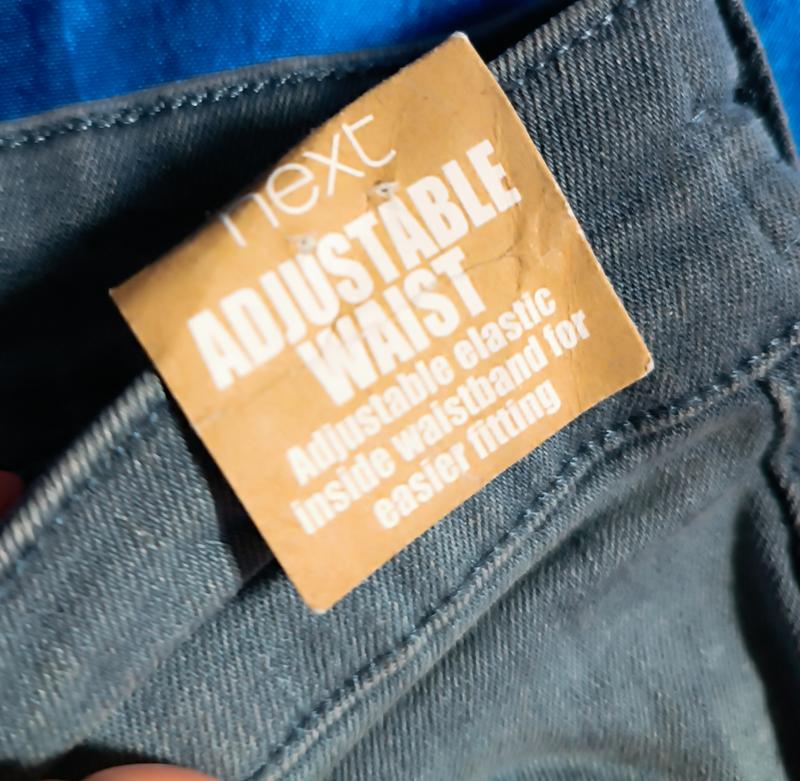 next
ADJUSTABLE
WAIST
Adjustable elastic
inside waistband for
easier fitting